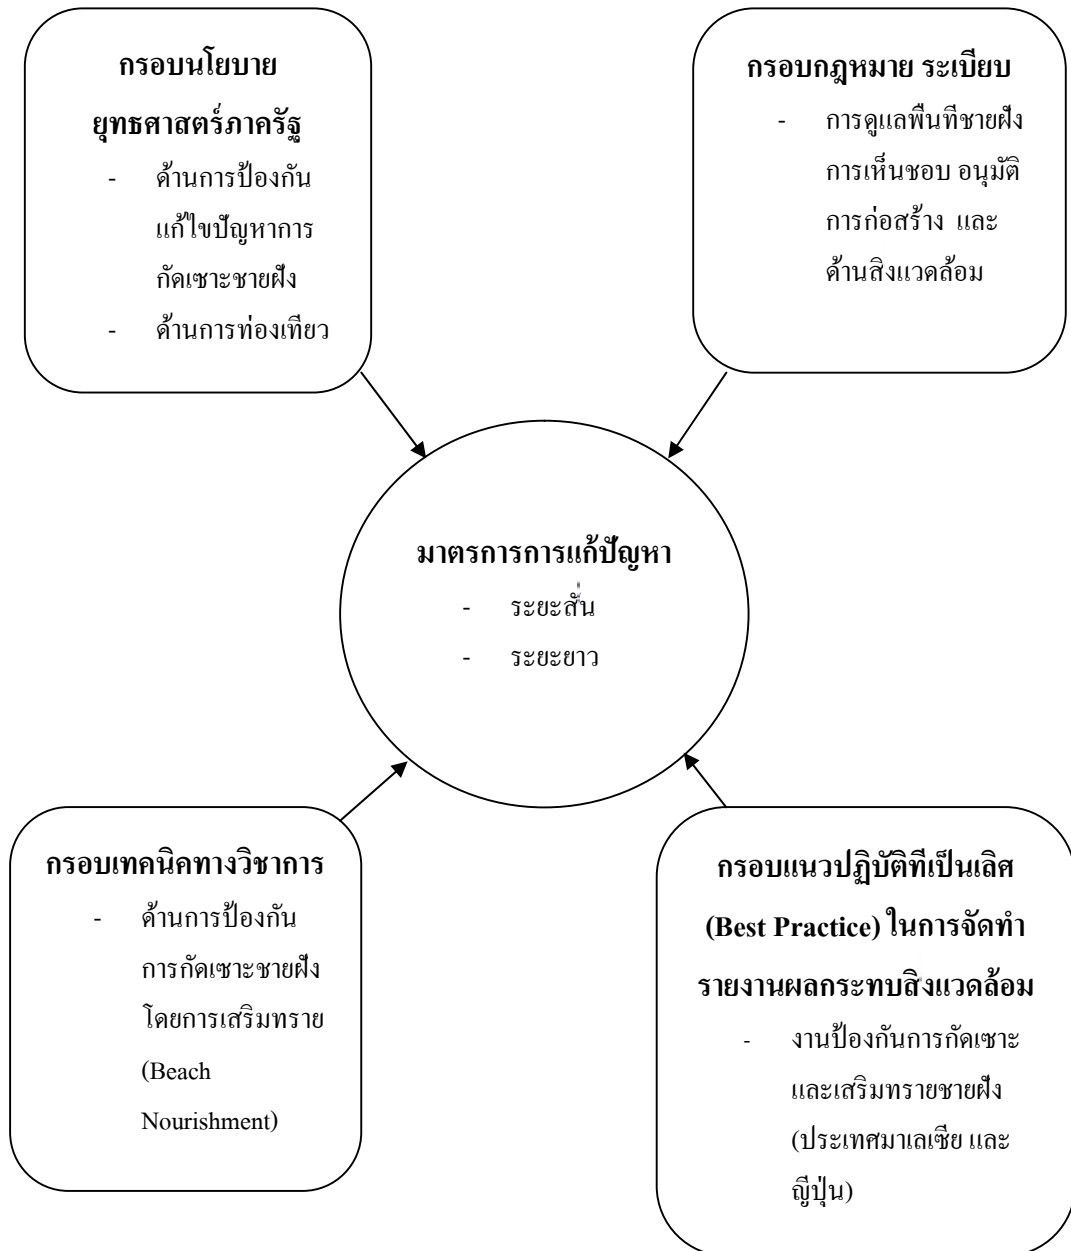 กรอบนโยบาย
ยุทธศาสตร์ภาครัฐ
- ด้านการป้องกัน
แก้ไขปัญหาการ
กัดเซาะชายฝั่ง
- ด้านการท่องเที่ยว
กรอบกฎหมาย ระเบียบ
- การดูแลพื้นที่ชายฝั่ง
การเห็นชอบ อนุมัติ
การก่อสร้าง และ
ด้านสิ่งแวดล้อม
มาตรการการแก้ปัญหา
- ระยะสั้น
- ระยะยาว
กรอบเทคนิคทางวิชาการ
- ด้านการป้องกัน
การกัดเซาะชายฝั่ง
โดยการเสริมทราย
(Beach
Nourishment)
กรอบแนวปฏิบัติที่เป็นเลิศ
(Best Practice) ในการจัดทำ
รายงานผลกระทบสิ่งแวดล้อม
- งานป้องกันการกัดเซาะ
และเสริมทรายชายฝั่ง
(ประเทศมาเลเซีย และ
ญี่ปุ่น)